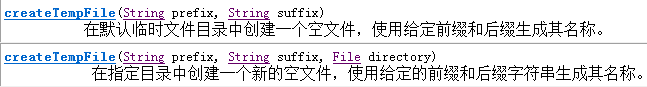 createTempFile(String prefix, String suffix)
在默认临时文件目录中创建一个空文件，使用给定前缀和后缀生成其名称。
createTempFile(String prefix, String suffix, File directory)
在指定目录中创建一个新的空文件，使用给定的前缀和后缀字符串生成其名称。